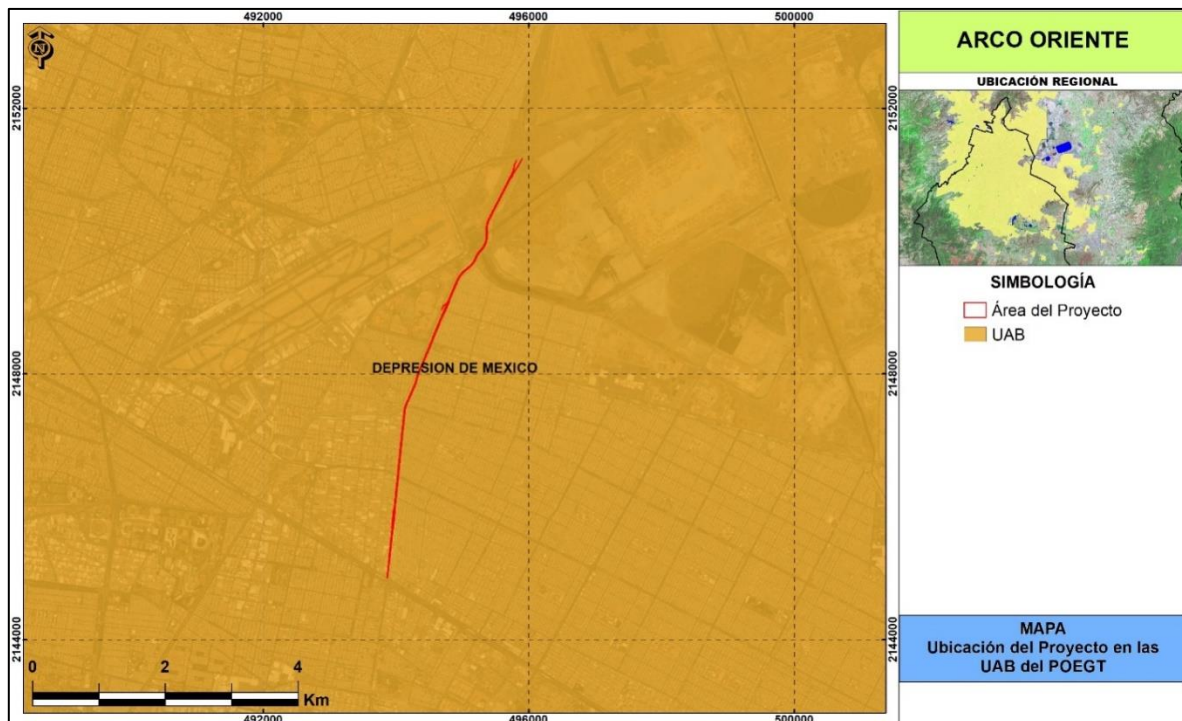 492000
496000
500000
N
2152000
2152000
DEPRESION DE MEXICO
2148000
2148000
2144000
2144000
0
2
4
Km
492000
496000
500000
ARCO ORIENTE
UBICACIÓN REGIONAL
SIMBOLOGÍA
Área del Proyecto
UAB
MAPA
Ubicación del Proyecto en las
UAB del POEGT